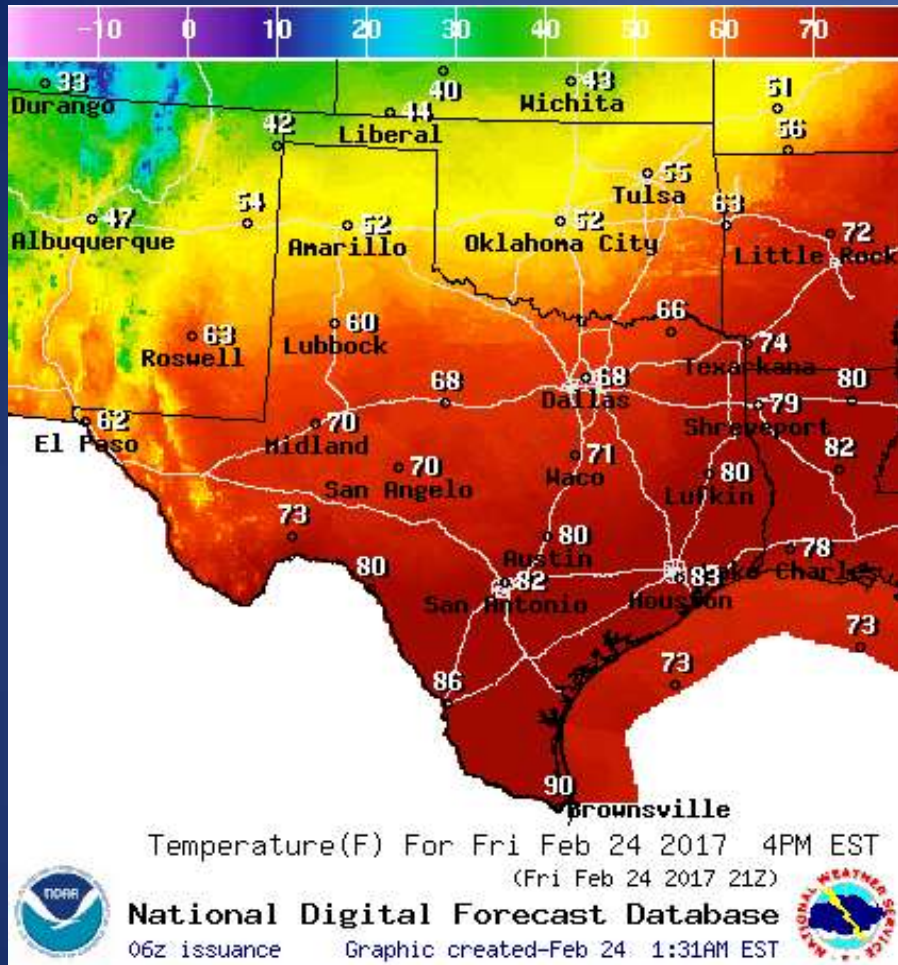 -10 0 10 20 30 40 50 60 70
33 40 43 51
Durango Wichita
44
Liberal
42 56
55
Tulsa
47 54 52 52 63 72
Albuquerque Amarillo Oklahoma City Little Rock
63 60 66 74
Roswell Lubbock Texarkana
68 68 80
Dallas
62 70 79
El Paso Midland Shreveport
70 71 80 82
San Angelo Waco Lufkin
73 80 78
Austin
80 82 83 Lake Charles
San Antonio Houston
73
86 73
90
Brownsville
Temperature(F) For Fri Feb 24 2017 4PM EST
(Fri Feb 24 2017 21Z)
National Digital Forecast Database
06z issuance Graphic created-Feb 24 1:31AM EST
NOAA
NATIONAL WEATHER SERVICE